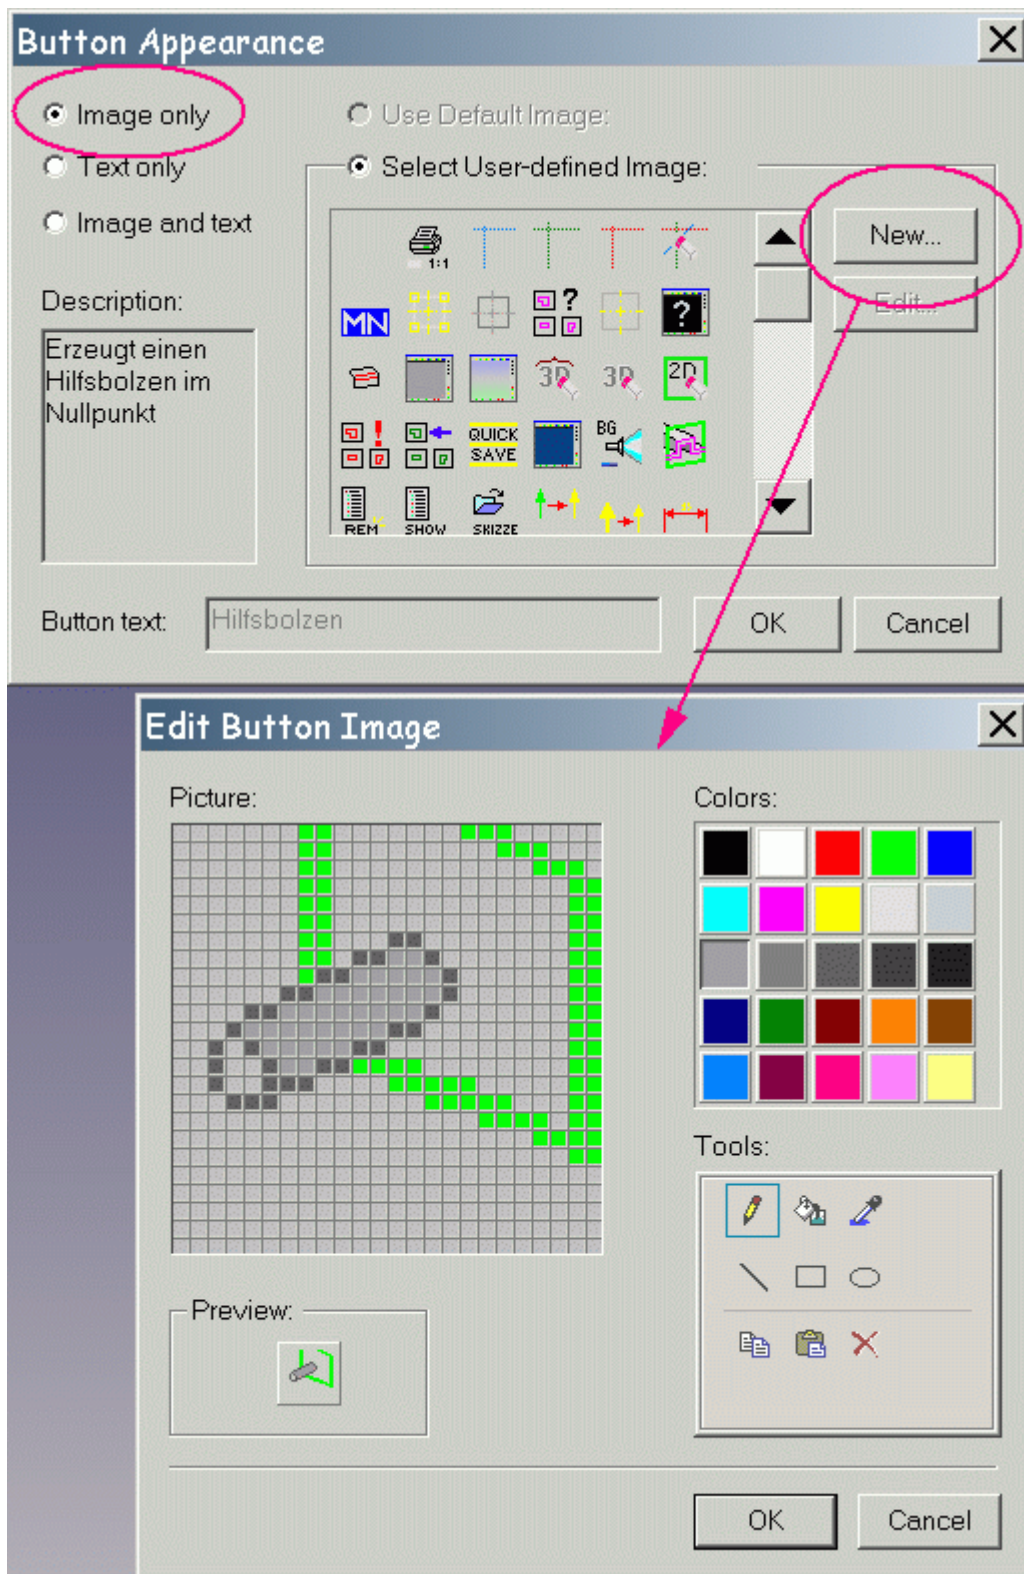 Button Appearance
Image only
Use Default Image:
Text only
Select User-defined Image:
Image and text
New...
1:1
Edit...
Description:
MN
?
?
Erzeugt einen
Hilfsbolzen im
Nullpunkt
3D
3D
2D
!
QUICK
SAVE
BG
REM
SHOW
SKIZZE
Button text:
Hilfsbolzen
OK
Cancel
Edit Button Image
Picture:
Colors:
Tools:
Preview:
OK
Cancel